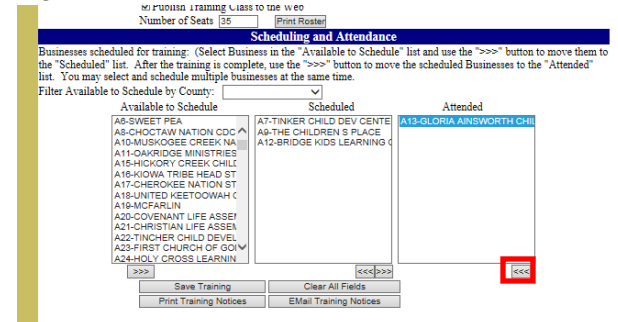 Publish Training Class to the Web
Number of Seats 35 Print Roster
Scheduling and Attendance
Businesses scheduled for training: (Select Business in the "Available to Schedule" list and use the ">>>" button to move them to
the "Scheduled" list. After the training is complete, use the ">>>" button to move the scheduled Businesses to the "Attended"
list. You may select and schedule multiple businesses at the same time.
Filter Available to Schedule by County:
Available to Schedule Scheduled Attended
A6-SWEET PEA A7-TINKER CHILD DEV CENTE A13-GLORIA AINSWORTH CHIL
A8-CHOCTAW NATION CDC A9-THE CHILDREN S PLACE
A10-MUSKOGEE CREEK NA A12-BRIDGE KIDS LEARNING C
A11-OAKRIDGE MINISTRIES
A15-HICKORY CREEK CHILD
A16-KIOWA TRIBE HEAD ST
A17-CHEROKEE NATION ST
A18-UNITED KEETOOWAH C
A19-MCFARLIN
A20-COVENANT LIFE ASSEM
A21-CHRISTIAN LIFE ASSEM
A22-TINCHER CHILD DEVEL
A23-FIRST CHURCH OF GOD
A24-HOLY CROSS LEARNIN
>>> <<< >>> <<<
Save Training Clear All Fields
Print Training Notices EMail Training Notices